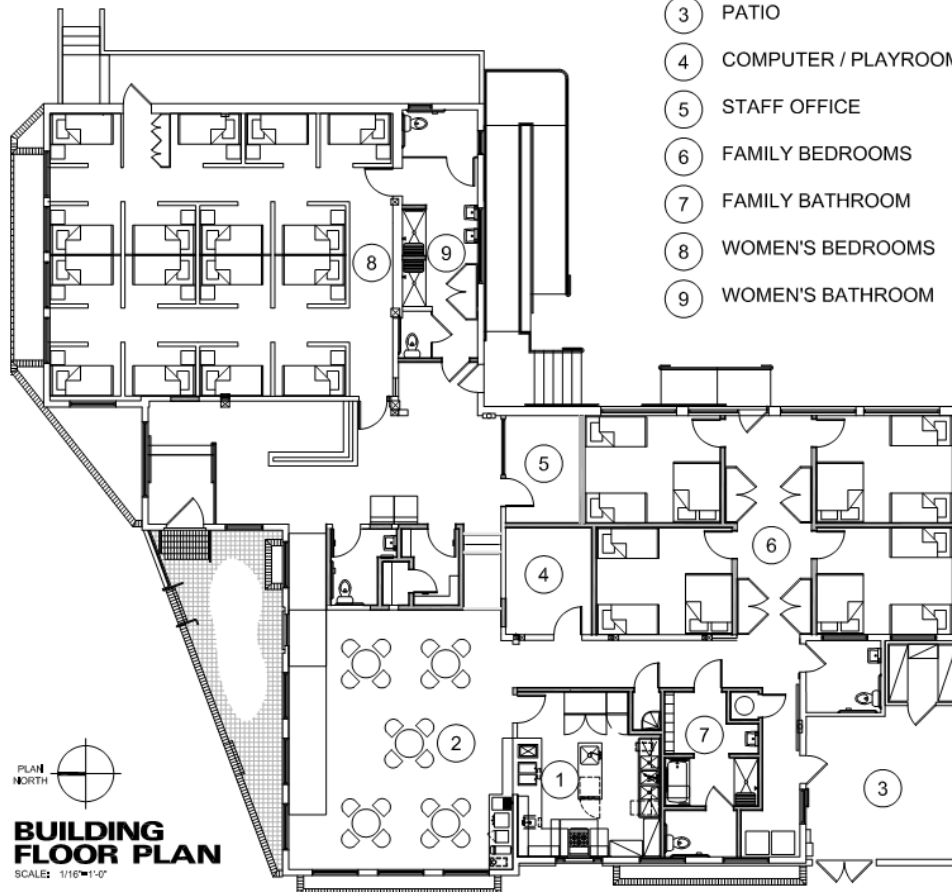 3 PATIO
4 COMPUTER / PLAYROOM
5 STAFF OFFICE
6 FAMILY BEDROOMS
7 FAMILY BATHROOM
8 WOMEN'S BEDROOMS
9 WOMEN'S BATHROOM
8
9
5
6
4
2
7
1
3
PLAN
NORTH
BUILDING
FLOOR PLAN
SCALE: 1/16"=1'-0"